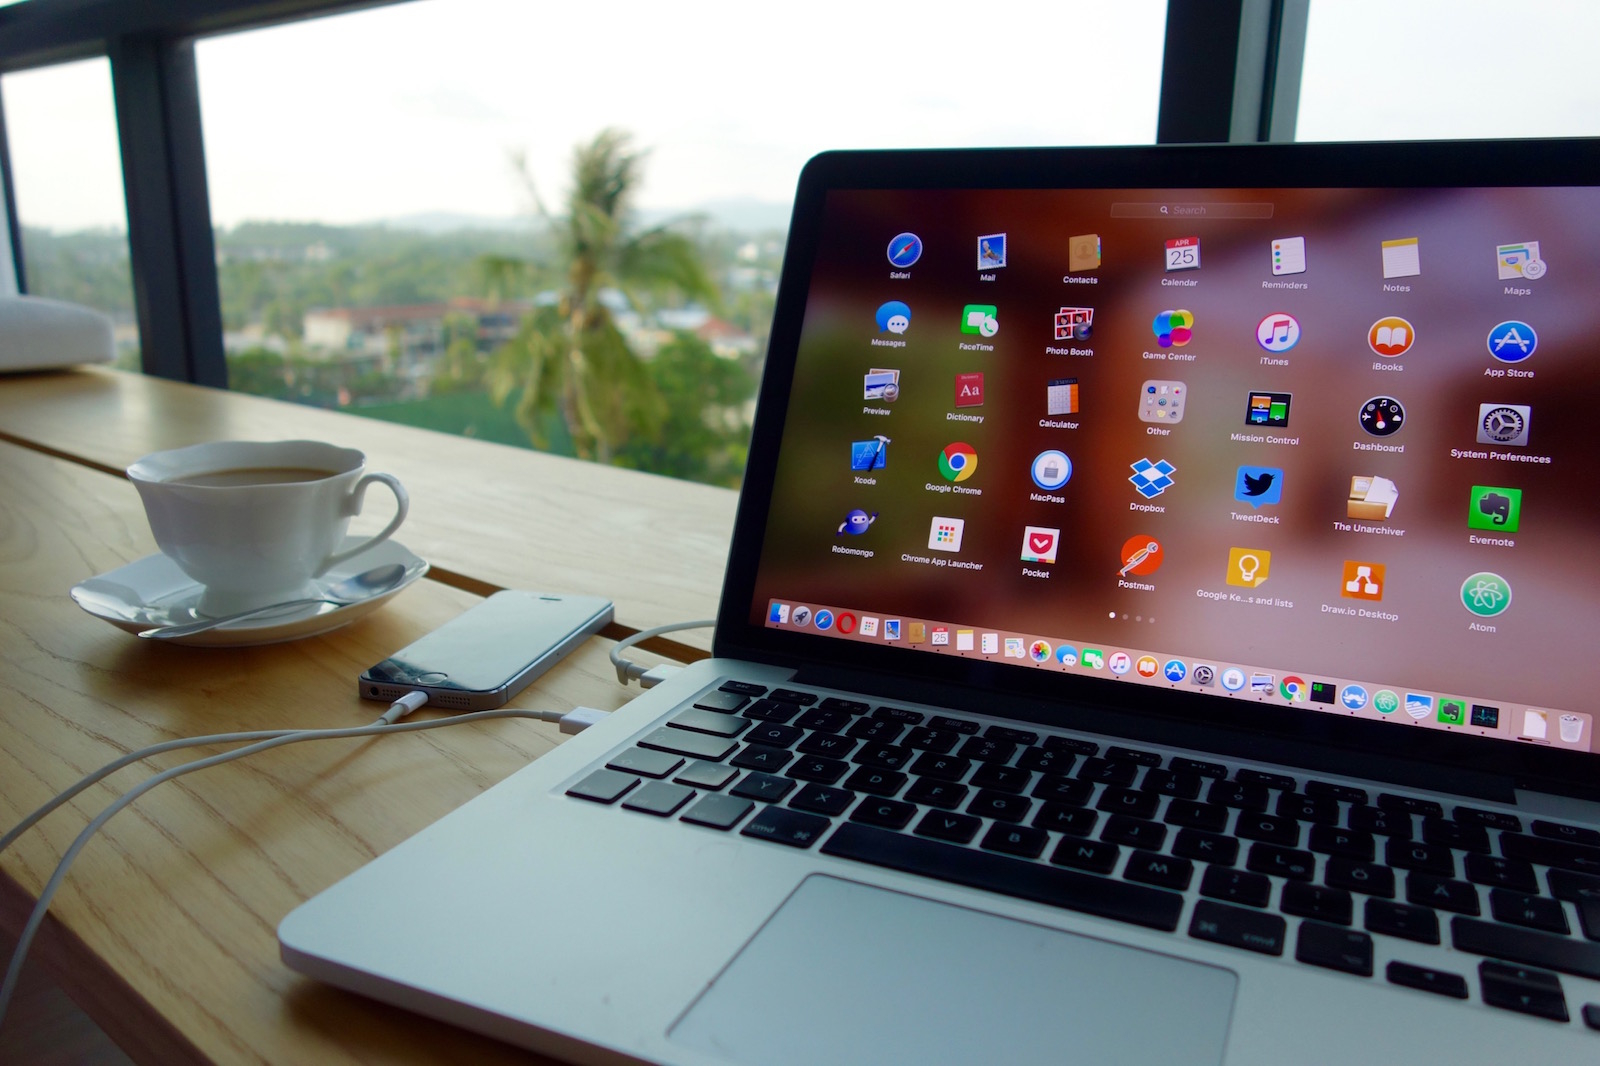 Search
Safari
Mail
Contacts
APR
25
Calendar
Reminders
Notes
Maps
Messages
FaceTime
Photo Booth
Game Center
iTunes
iBooks
App Store
Preview
Aa
Dictionary
Calculator
Other
Mission Control
Dashboard
System Preferences
Xcode
Google Chrome
MacPass
Dropbox
TweetDeck
The Unarchiver
Evernote
Robomongo
Chrome App Launcher
Pocket
Postman
Google Ke...s and lists
Draw.io Desktop
Atom
25
Q W E R T Z U I O P Ü
A S D F G H J K L Ö Ä
Y X C V B N M
cmd ⌘
⌘ cmd